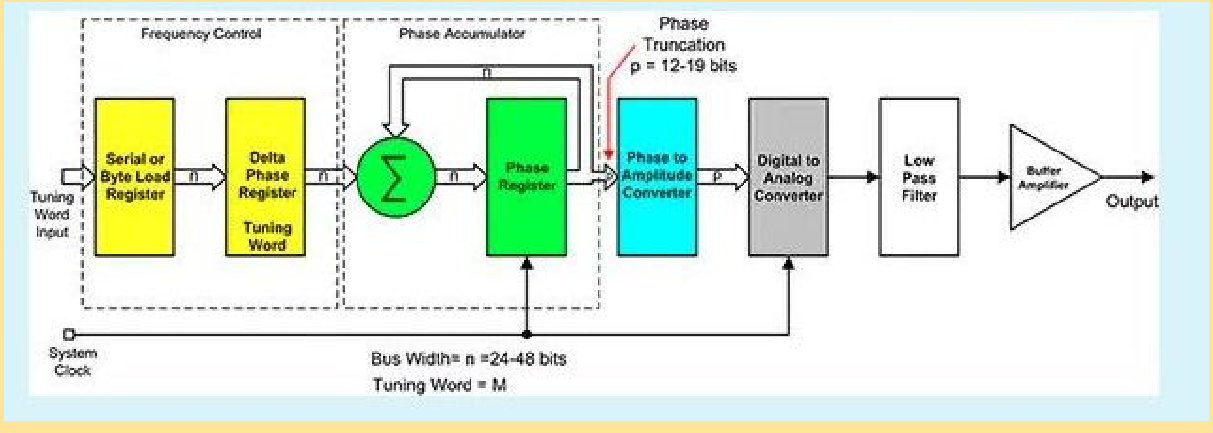 Frequency Control
Phase Accumulator
Phase
Truncation
p = 12-19 bits
n
Serial or
Byte Load
Register
n
Delta
Phase
Register
Tuning
Word
n
Σ
n
Phase
Register
Phase to
Amplitude
Converter
P
Digital to
Analog
Converter
Low
Pass
Filter
Buffer
Amplifier
Output
Tuning
Word
Input
System
Clock
Bus Width= n =24-48 bits
Tuning Word = M